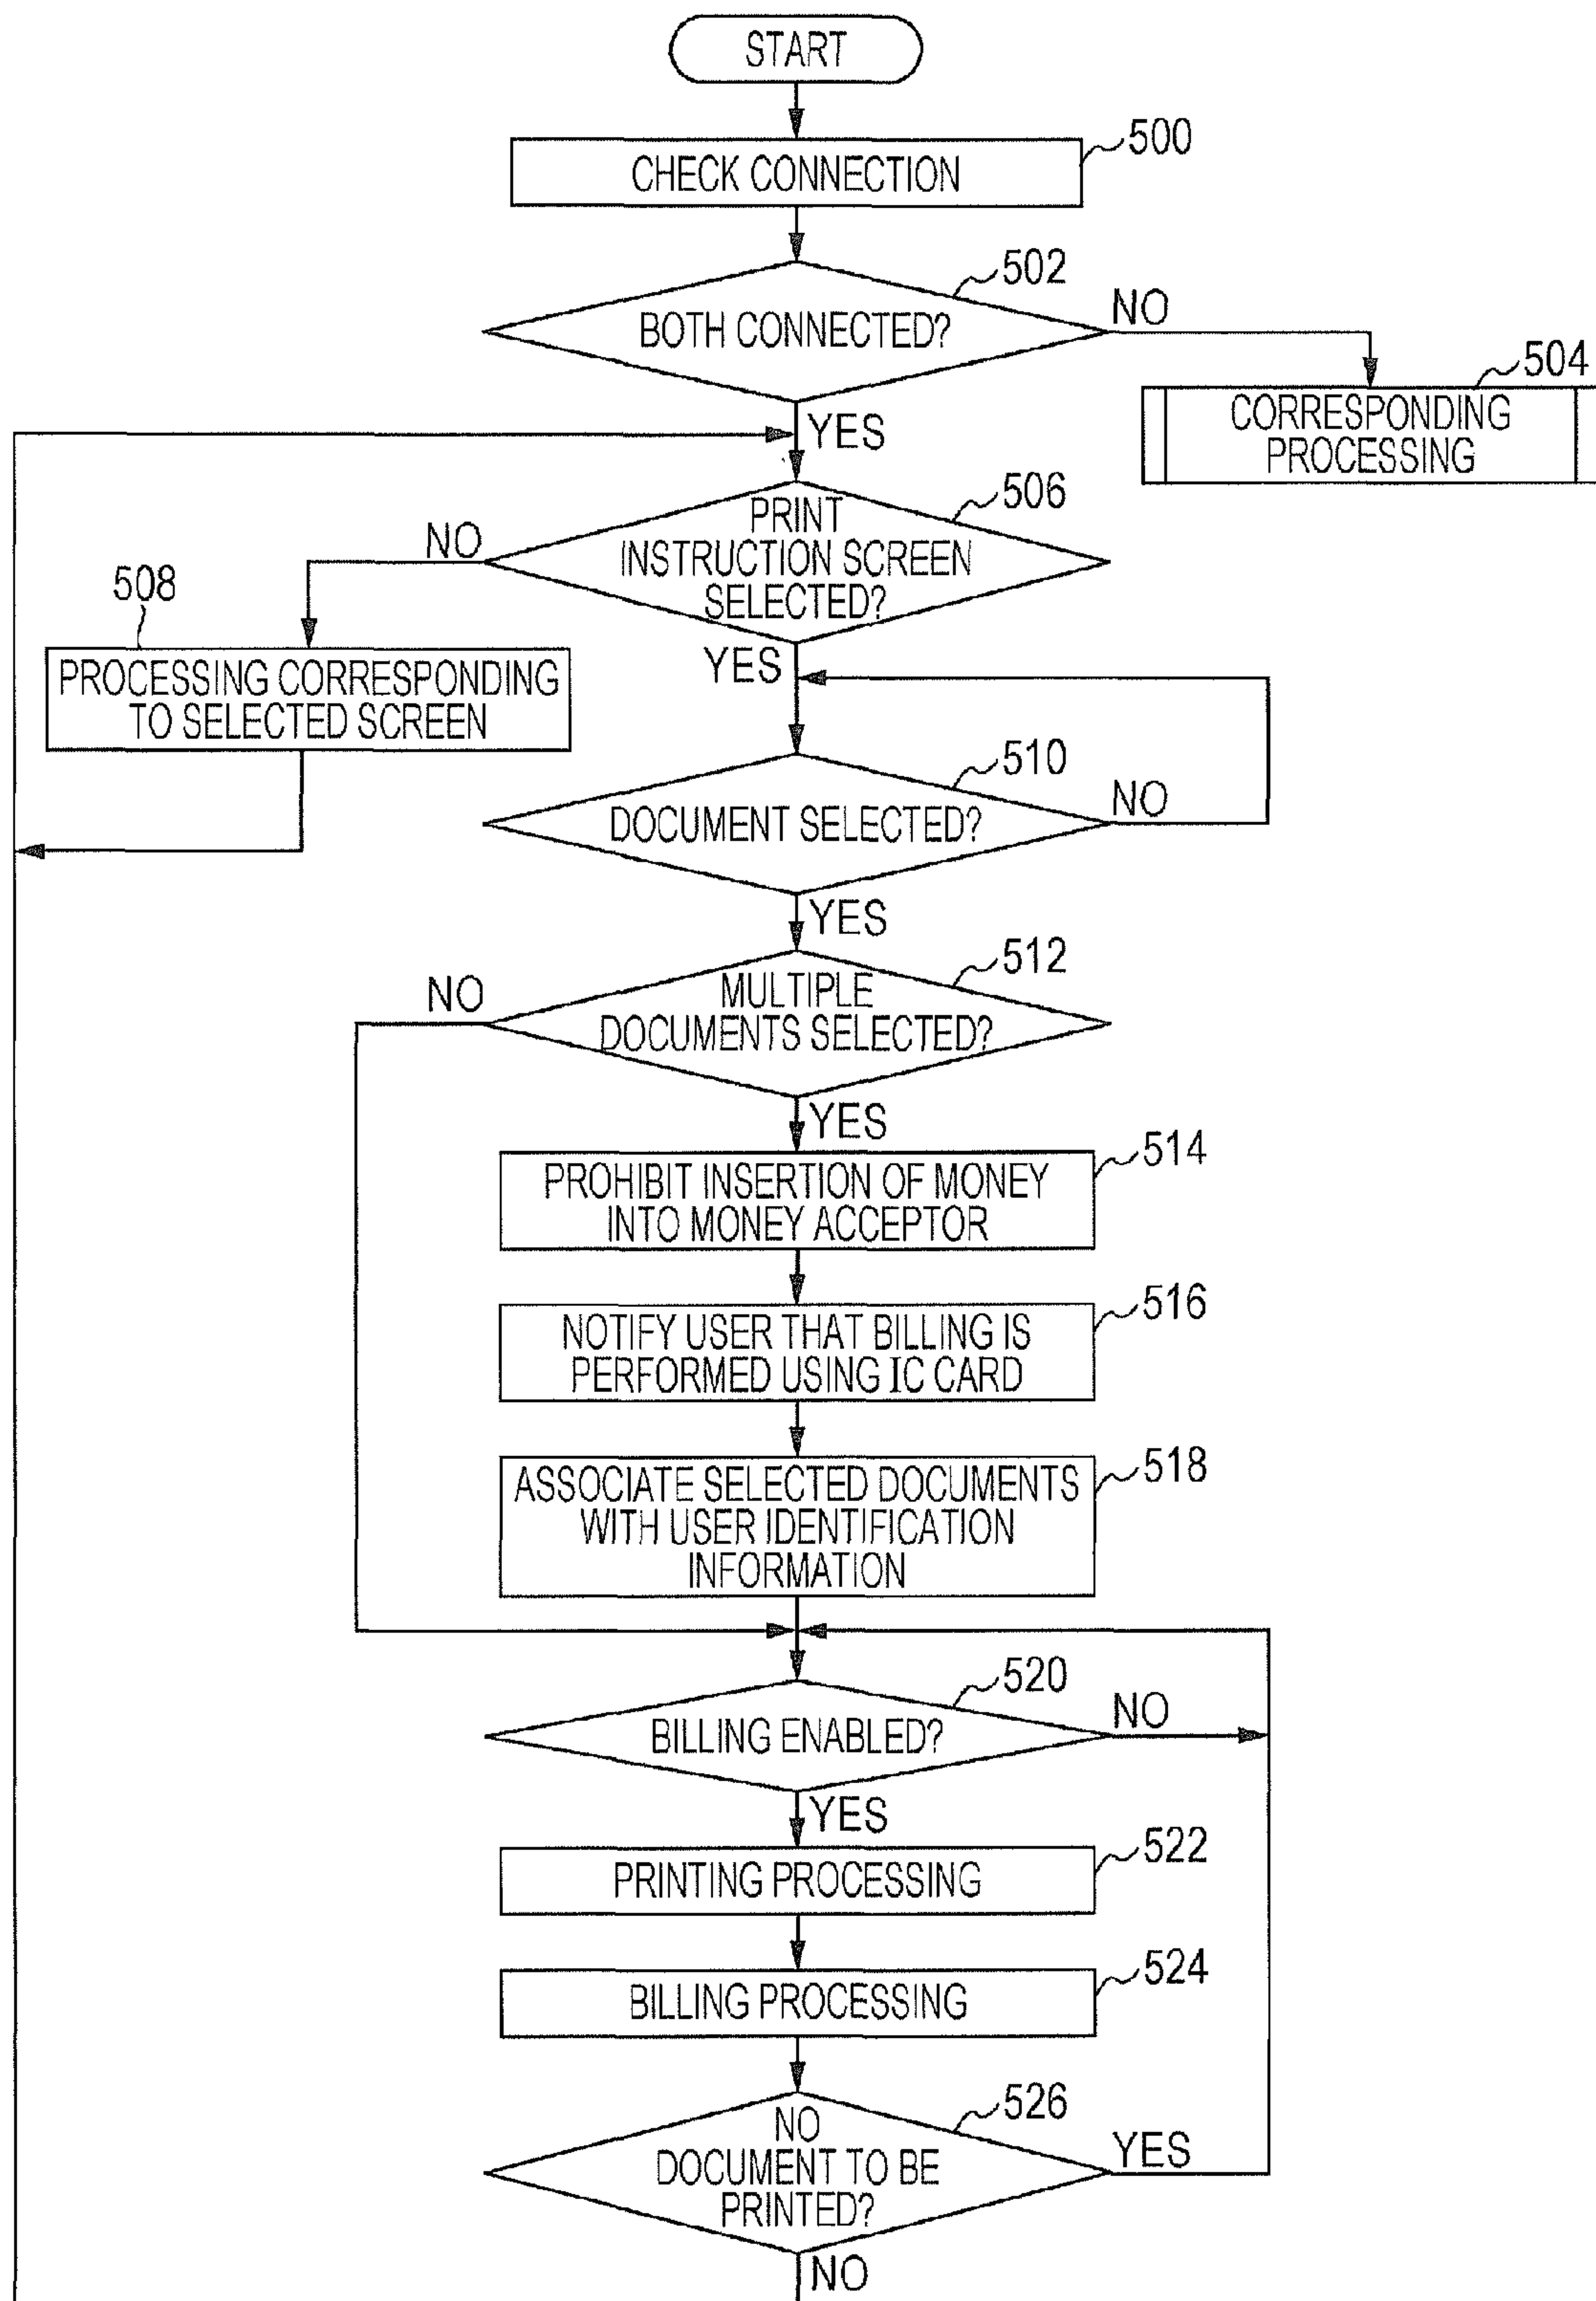 START
CHECK CONNECTION
500
BOTH CONNECTED?
502
NO
CORRESPONDING
PROCESSING
504
YES
PRINT
INSTRUCTION SCREEN
SELECTED?
506
NO
508
PROCESSING CORRESPONDING
TO SELECTED SCREEN
YES
DOCUMENT SELECTED?
510
NO
YES
MULTIPLE
DOCUMENTS SELECTED?
512
NO
YES
PROHIBIT INSERTION OF MONEY
INTO MONEY ACCEPTOR
514
NOTIFY USER THAT BILLING IS
PERFORMED USING IC CARD
516
ASSOCIATE SELECTED DOCUMENTS
WITH USER IDENTIFICATION
INFORMATION
518
BILLING ENABLED?
520
NO
YES
PRINTING PROCESSING
522
BILLING PROCESSING
524
NO
DOCUMENT TO BE
PRINTED?
526
YES
NO